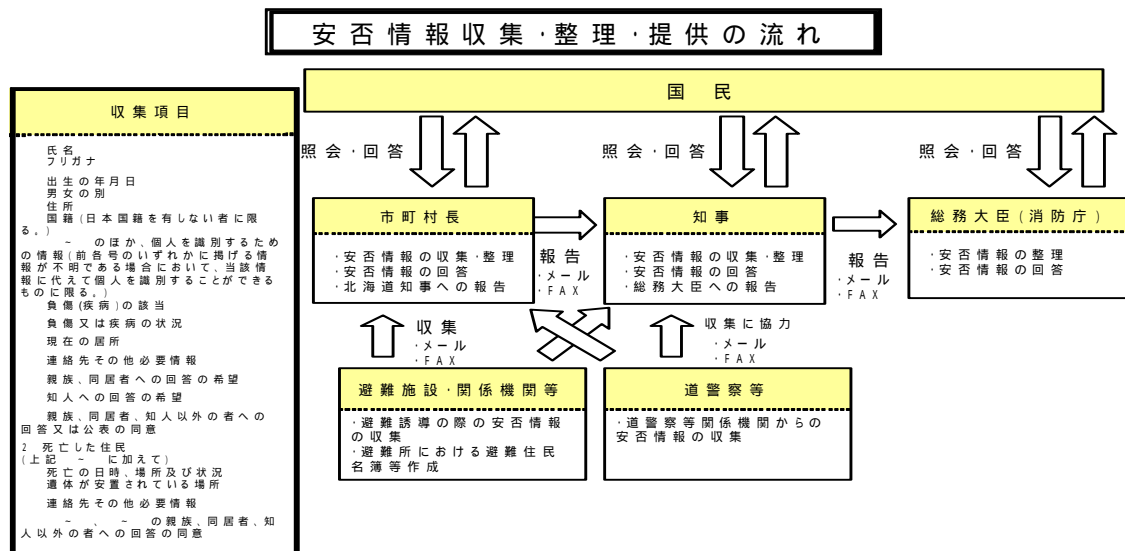 安否情報収集・整理・提供の流れ
収集項目
氏名
フリガナ
出生の年月日
男女の別
住所
国籍(日本国籍を有しない者に限
る。)
~ のほか、個人を識別するため
の情報(前各号のいずれかに掲げる情
報が不明である場合において、当該情
報に代えて個人を識別することができる
ものに限る。)
負傷(疾病)の該当
負傷又は疾病の状況
現在の居所
連絡先その他必要情報
親族、同居者への回答の希望
知人への回答の希望
親族、同居者、知人以外の者への
回答又は公表の同意
2 死亡した住民
(上記 ~ に加えて)
死亡の日時、場所及び状況
遺体が安置されている場所
連絡先その他必要情報
~ 、 ~ の親族、同居者、知
人以外の者への回答の同意
国民
照会・回答
照会・回答
照会・回答
市町村長
・安否情報の収集・整理
・安否情報の回答
・北海道知事への報告
報告
・メール
・FAX
知事
・安否情報の収集・整理
・安否情報の回答
・総務大臣への報告
報告
・メール
・FAX
総務大臣(消防庁)
・安否情報の整理
・安否情報の回答
収集
・メール
・FAX
収集に協力
・メール
・FAX
避難施設・関係機関等
・避難誘導の際の安否情報
の収集
・避難所における避難住民
名簿等作成
道警察等
・道警察等関係機関からの
安否情報の収集